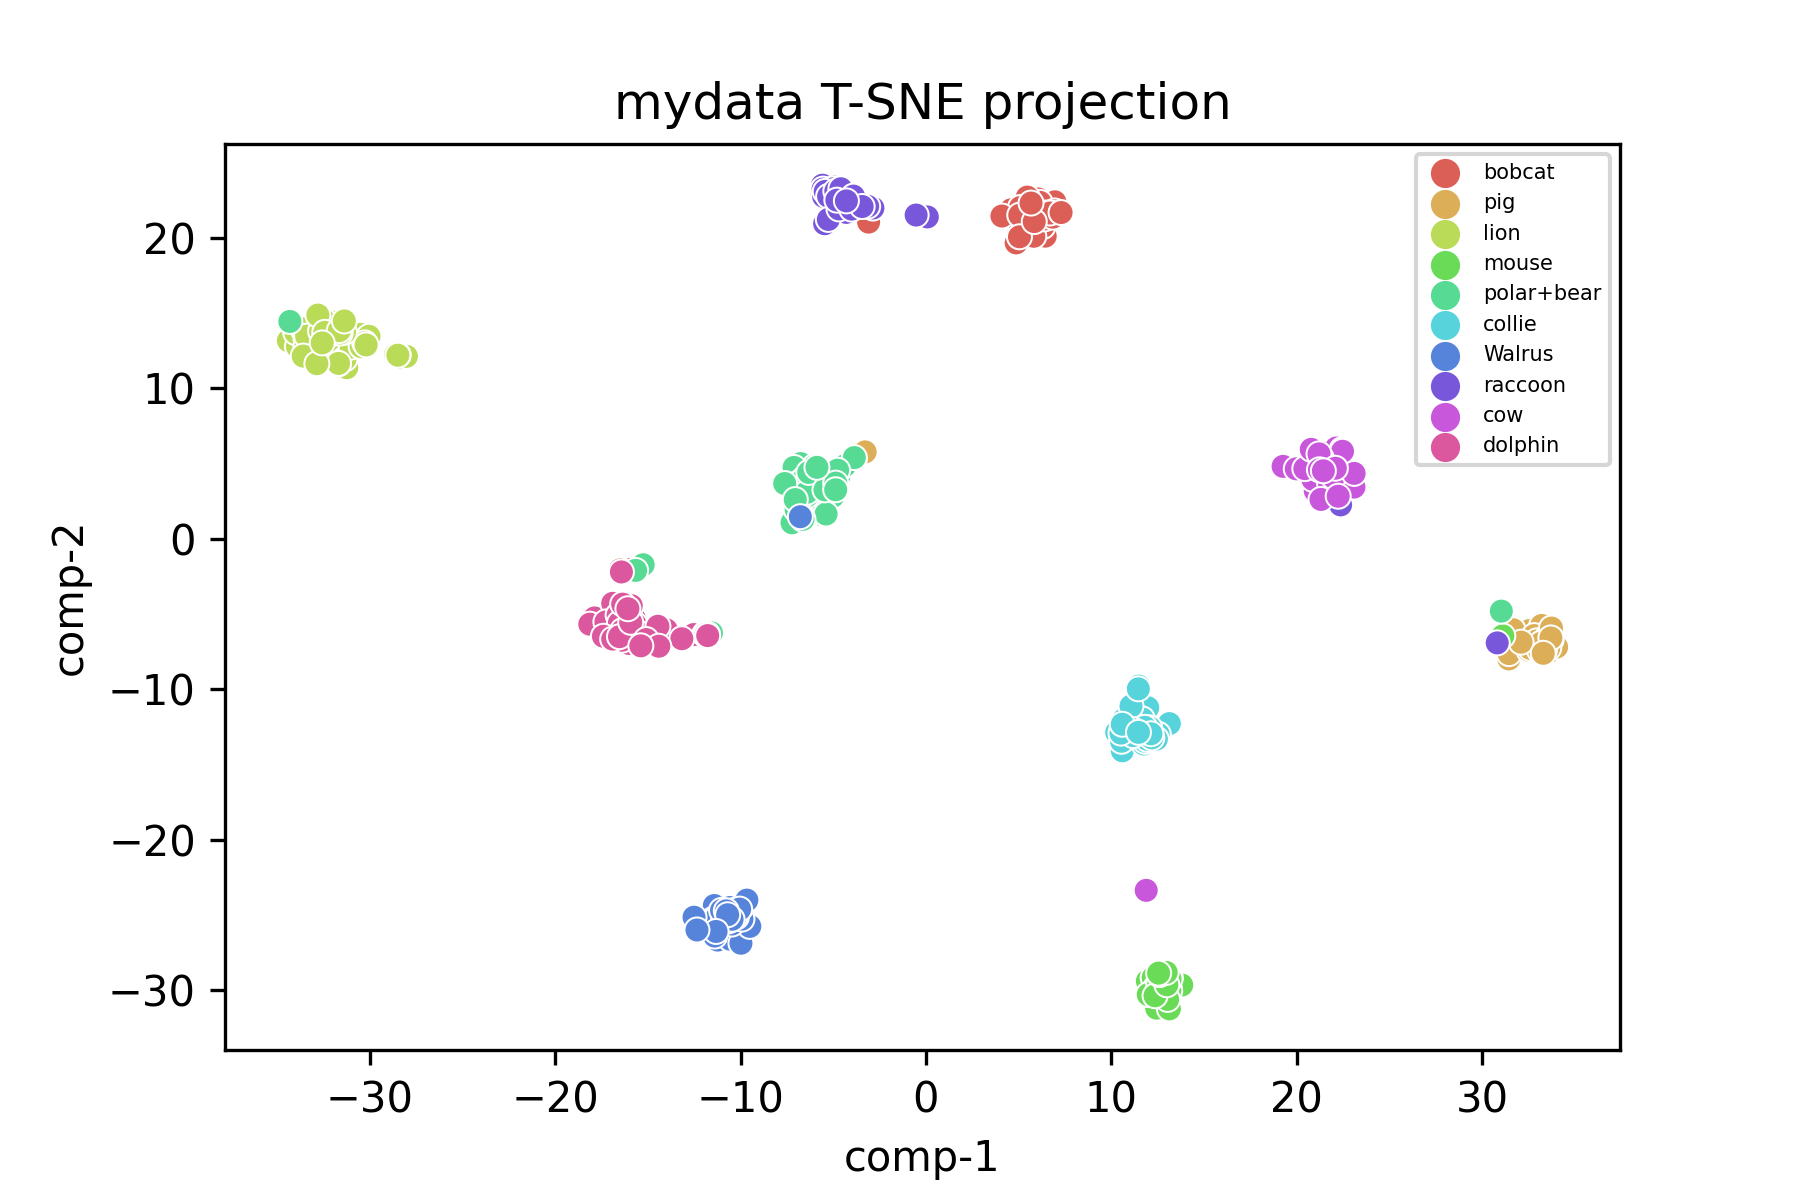 mydata T-SNE projection
bobcat
pig
lion
mouse
polar+bear
collie
Walrus
raccoon
cow
dolphin
comp-2
20
10
0
−10
−20
−30
−30 −20 −10 0 10 20 30
comp-1